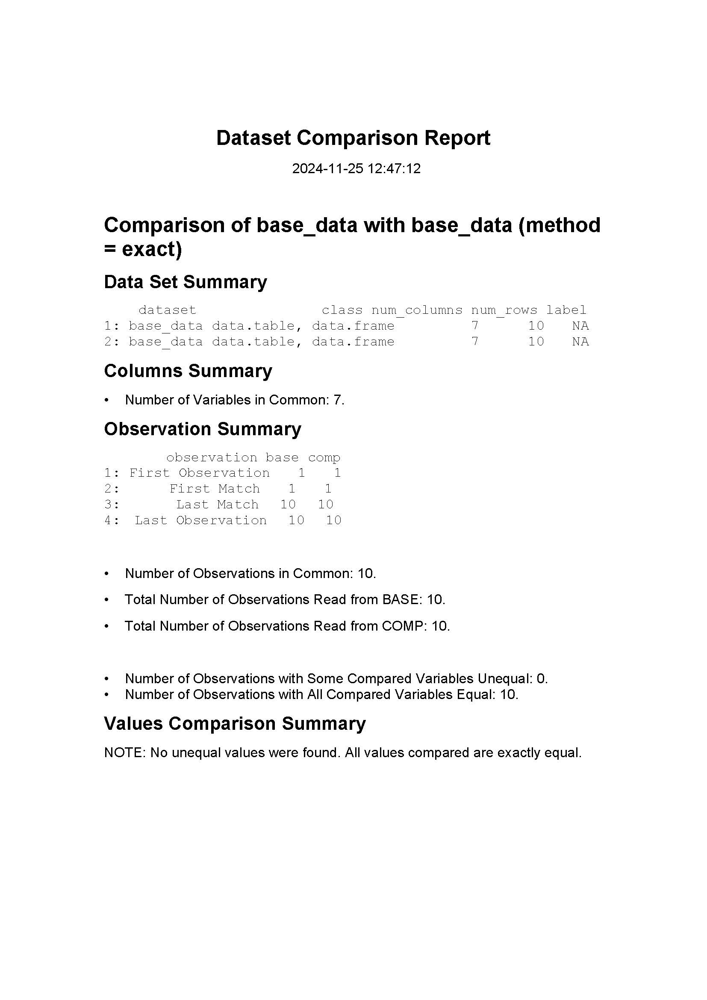 Dataset Comparison Report
2024-11-25 12:47:12
Comparison of base_data with base_data (method
= exact)
Data Set Summary
dataset class num_columns num_rows label
1: base_data data.table, data.frame 7 10 NA
2: base_data data.table, data.frame 7 10 NA
Columns Summary
• Number of Variables in Common: 7.
Observation Summary
observation base comp
1: First Observation 1 1
2: First Match 1 1
3: Last Match 10 10
4: Last Observation 10 10
• Number of Observations in Common: 10.
• Total Number of Observations Read from BASE: 10.
• Total Number of Observations Read from COMP: 10.
• Number of Observations with Some Compared Variables Unequal: 0.
• Number of Observations with All Compared Variables Equal: 10.
Values Comparison Summary
NOTE: No unequal values were found. All values compared are exactly equal.